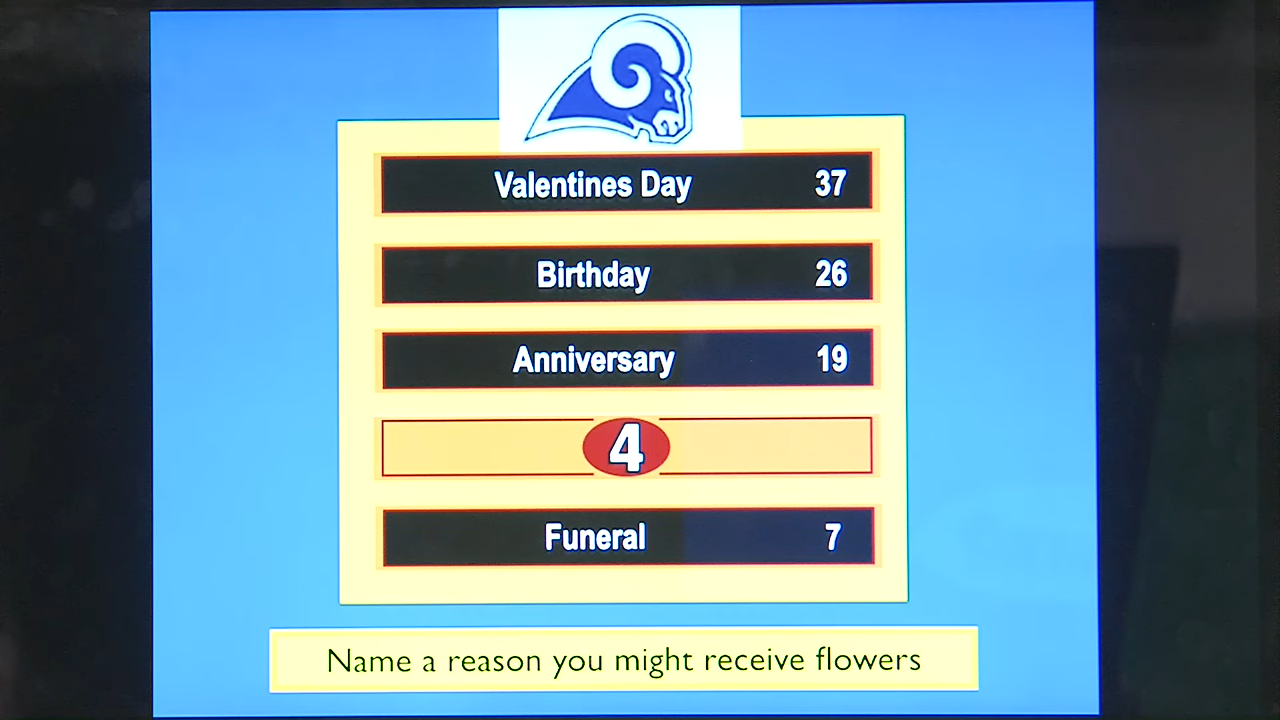 Valentines Day 37
Birthday 26
Anniversary 19
4
Funeral 7
Name a reason you might receive flowers